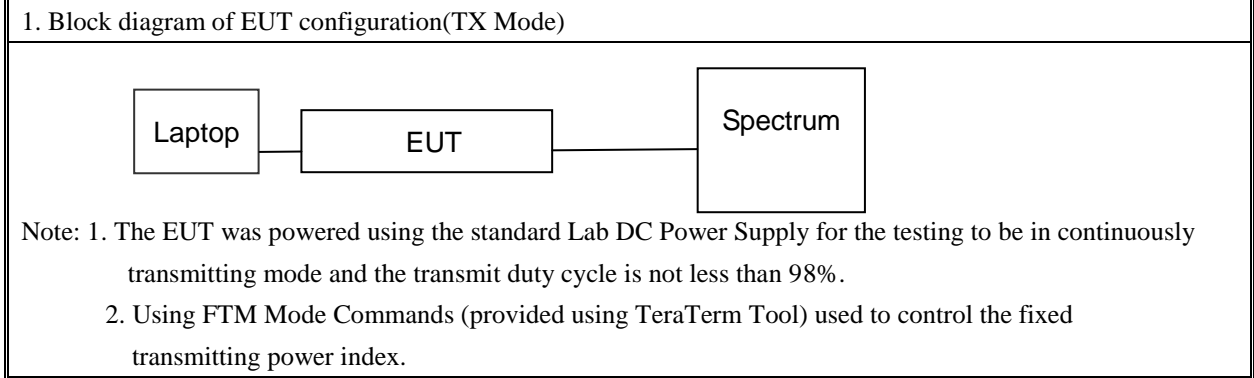 1. Block diagram of EUT configuration(TX Mode)
Laptop
EUT
Spectrum
Note: 1. The EUT was powered using the standard Lab DC Power Supply for the testing to be in continuously
transmitting mode and the transmit duty cycle is not less than 98%.
2. Using FTM Mode Commands (provided using TeraTerm Tool) used to control the fixed
transmitting power index.